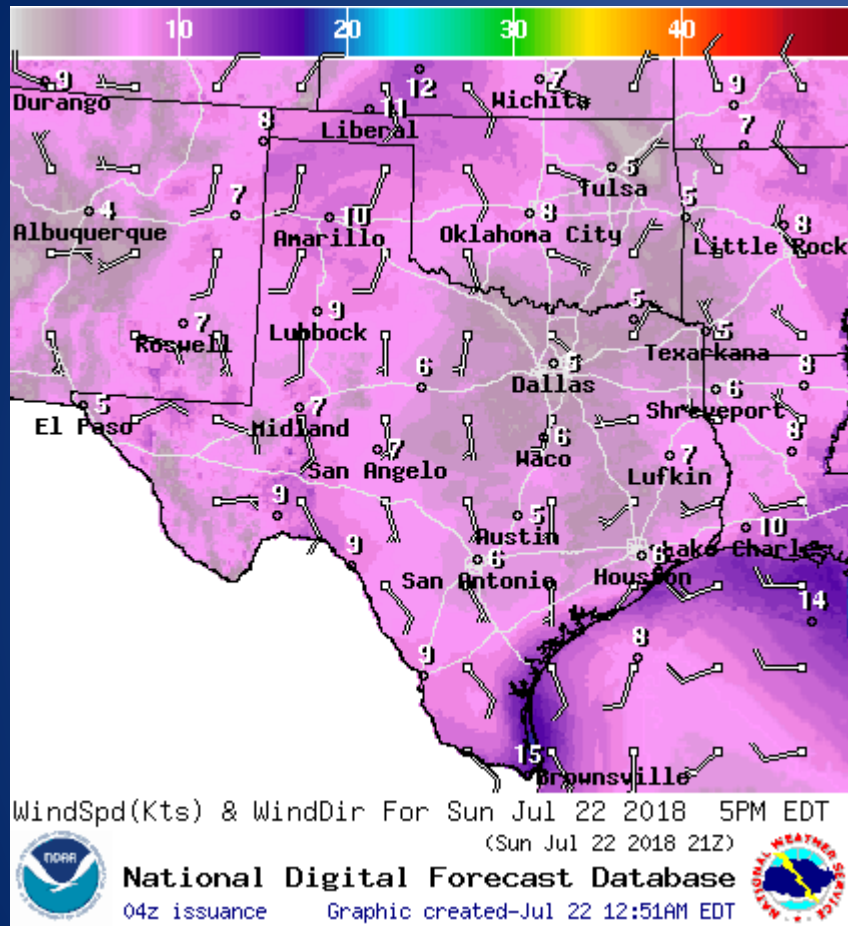 10 20 30 40
9 12 7 9
Durango 11 Wichita
Liberal
8 7
5
Tulsa
4 7 10 8 5 8
Albuquerque Amarillo Oklahoma City Little Rock
7 9 5
Roswell Lubbock 5
Texarkana
6 5 8
Dallas
5 7 6
El Paso Midland Shreveport
7 6 7 8
San Angelo Waco Lufkin
9 5 10
Austin
9 6 6 Lake Charles
San Antonio Houston
14
9 8
15
Brownsville
WindSpd(Kts) & WindDir For Sun Jul 22 2018 5PM EDT
(Sun Jul 22 2018 21Z)
NOAA
National Digital Forecast Database
04z issuance Graphic created-Jul 22 12:51AM EDT
NATIONAL WEATHER SERVICE